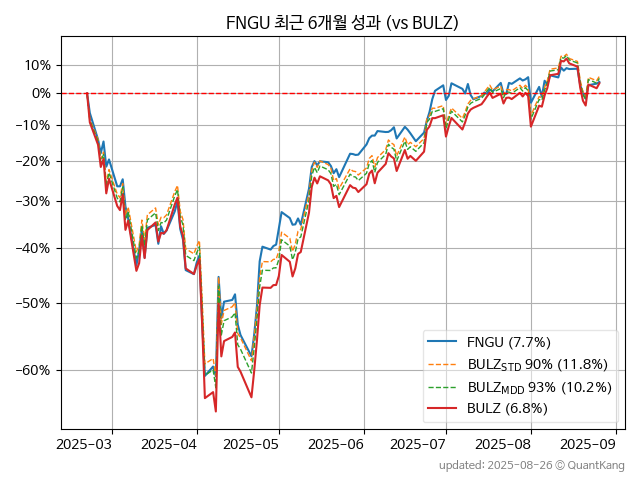 FNGU 최근 6개월 성과 (vs BULZ)
10%
0%
−10%
−20%
−30%
−40%
−50%
−60%
FNGU (7.7%)
BULZSTD 90% (11.8%)
BULZMDD 93% (10.2%)
BULZ (6.8%)
2025-03 2025-04 2025-05 2025-06 2025-07 2025-08 2025-09
updated: 2025-08-26 © QuantKang